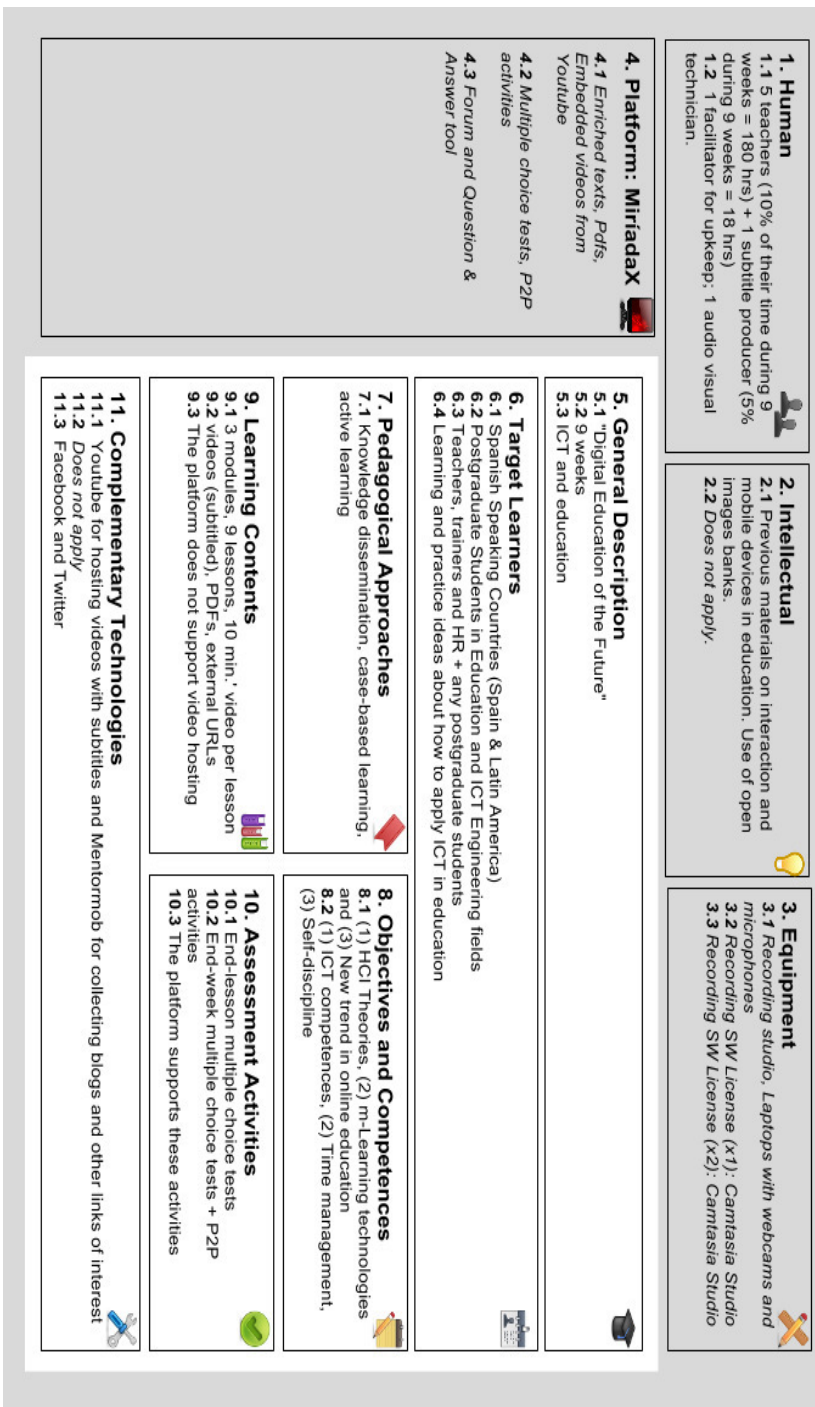 1. Human
1.1 5 teachers (10% of their time during 9
weeks = 180 hrs) + 1 subtitle producer (5%
during 9 weeks = 18 hrs)
1.2 1 facilitator for upkeep; 1 audio visual
technician.
2. Intellectual
2.1 Previous materials on interaction and
mobile devices in education. Use of open
images banks.
2.2 Does not apply.
3. Equipment
3.1 Recording studio, Laptops with webcams and
microphones
3.2 Recording SW License (x1): Camtasia Studio
3.3 Recording SW License (x2): Camtasia Studio
4. Platform: MiríadaX
4.1 Enriched texts, Pdfs,
Embedded videos from
Youtube
4.2 Multiple choice tests, P2P
activities
4.3 Forum and Question &
Answer tool
5. General Description
5.1 "Digital Education of the Future"
5.2 9 weeks
5.3 ICT and education
6. Target Learners
6.1 Spanish Speaking Countries (Spain & Latin America)
6.2 Postgraduate Students in Education and ICT Engineering fields
6.3 Teachers, trainers and HR + any postgraduate students
6.4 Learning and practice ideas about how to apply ICT in education
7. Pedagogical Approaches
7.1 Knowledge dissemination, case-based learning,
active learning
8. Objectives and Competences
8.1 (1) HCI Theories, (2) m-Learning technologies
and (3) New trend in online education
8.2 (1) ICT competences, (2) Time management,
(3) Self-discipline
9. Learning Contents
9.1 3 modules, 9 lessons, 10 min.' video per lesson
9.2 videos (subtitled), PDFs, external URLs
9.3 The platform does not support video hosting
10. Assessment Activities
10.1 End-lesson multiple choice tests
10.2 End-week multiple choice tests + P2P
activities
10.3 The platform supports these activities
11. Complementary Technologies
11.1 Youtube for hosting videos with subtitles and Mentormob for collecting blogs and other links of interest
11.2 Does not apply
11.3 Facebook and Twitter